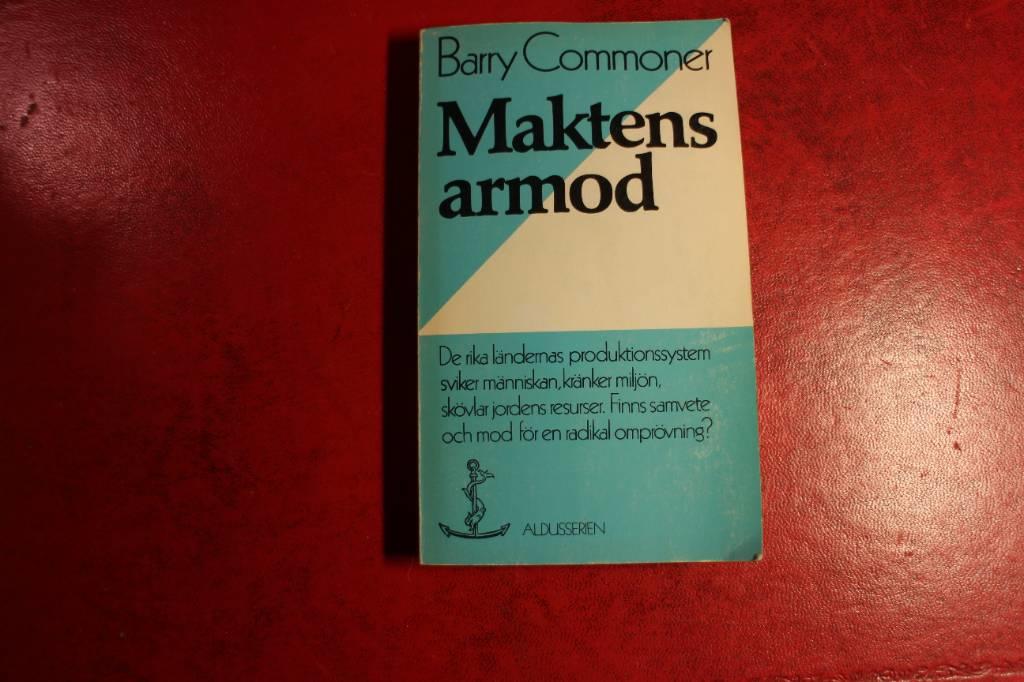 Barry Commoner
Maktens
armod
De rika ländernas produktionssystem
sviker människan, kränker miljön,
skövlar jordens resurser. Finns samvete
och mod för en radikal omprövning?
ALDUSSERIEN